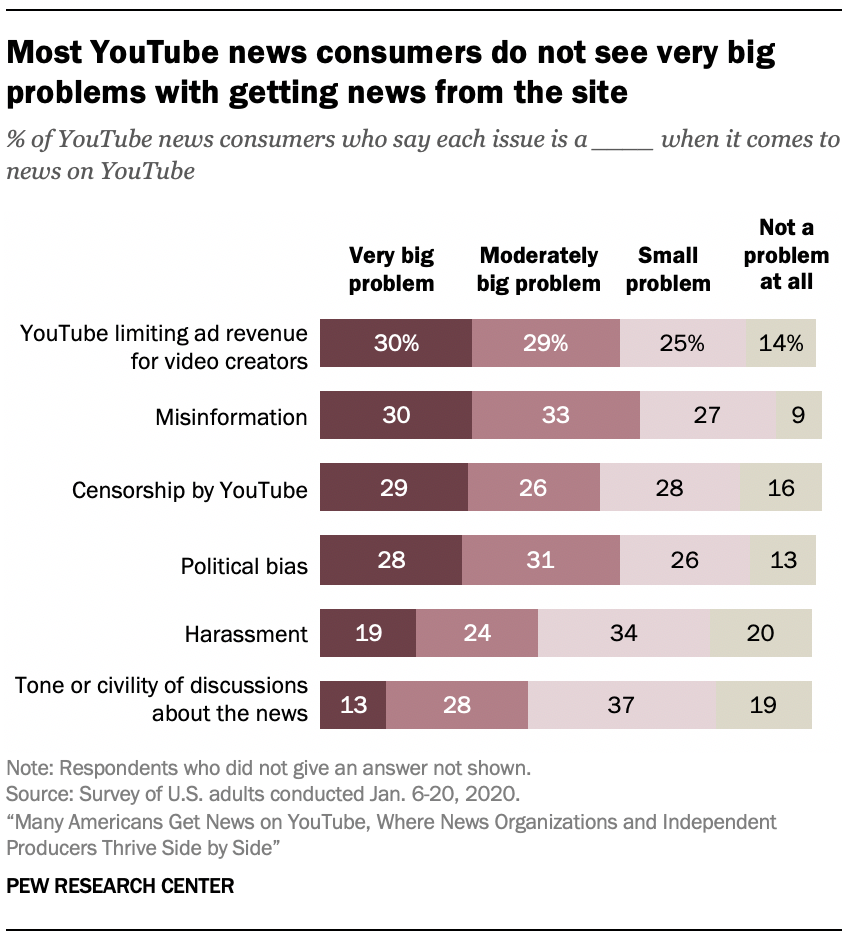 Most YouTube news consumers do not see very big
problems with getting news from the site
% of YouTube news consumers who say each issue is a ____ when it comes to
news on YouTube
Very big
problem
Moderately
big problem
Small
problem
Not a
problem
at all
YouTube limiting ad revenue
for video creators
30% 29% 25% 14%
Misinformation 30 33 27 9
Censorship by YouTube 29 26 28 16
Political bias 28 31 26 13
Harassment 19 24 34 20
Tone or civility of discussions
about the news
13 28 37 19
Note: Respondents who did not give an answer not shown.
Source: Survey of U.S. adults conducted Jan. 6-20, 2020.
“Many Americans Get News on YouTube, Where News Organizations and Independent
Producers Thrive Side by Side”
PEW RESEARCH CENTER